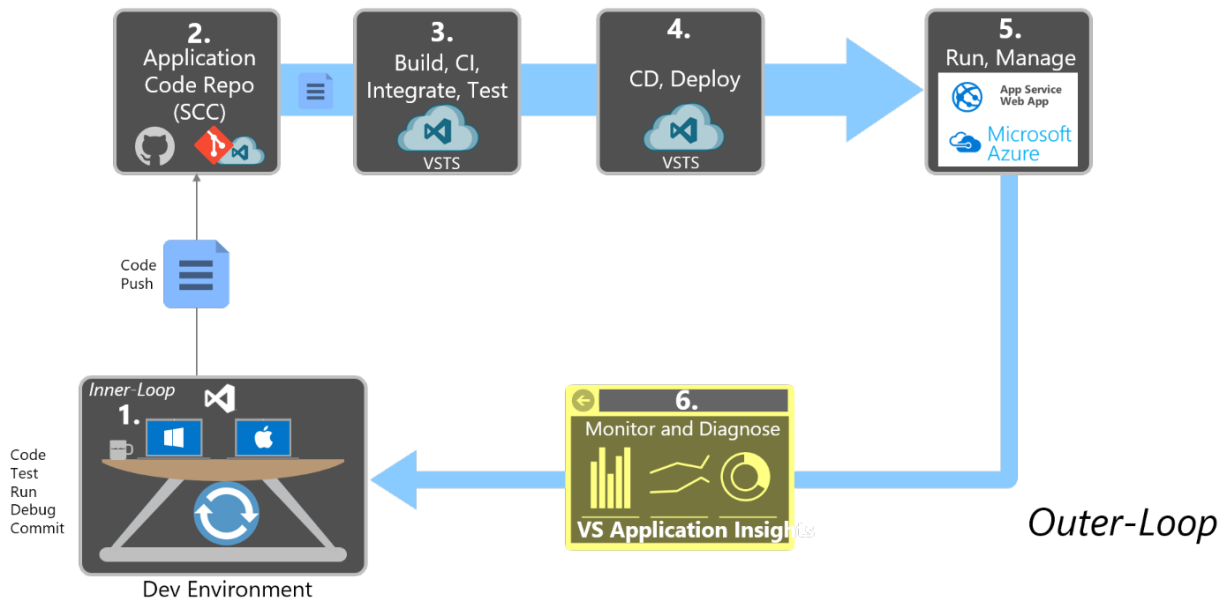 2.
Application
Code Repo
(SCC)
3.
Build, CI,
Integrate, Test
VSTS
4.
CD, Deploy
VSTS
5.
Run, Manage
App Service
Web App
Microsoft
Azure
Code
Push
Inner-Loop
1.
Code
Test
Run
Debug
Commit
Dev Environment
6.
Monitor and Diagnose
VS Application Insights
Outer-Loop